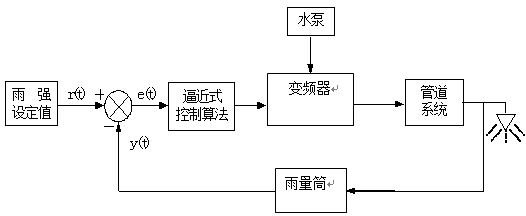 水泵
雨 强
设定值
r(t)
+
−
e(t)
逼近式
控制算法
变频器↵
管道
系统
y(t)
雨量筒↵